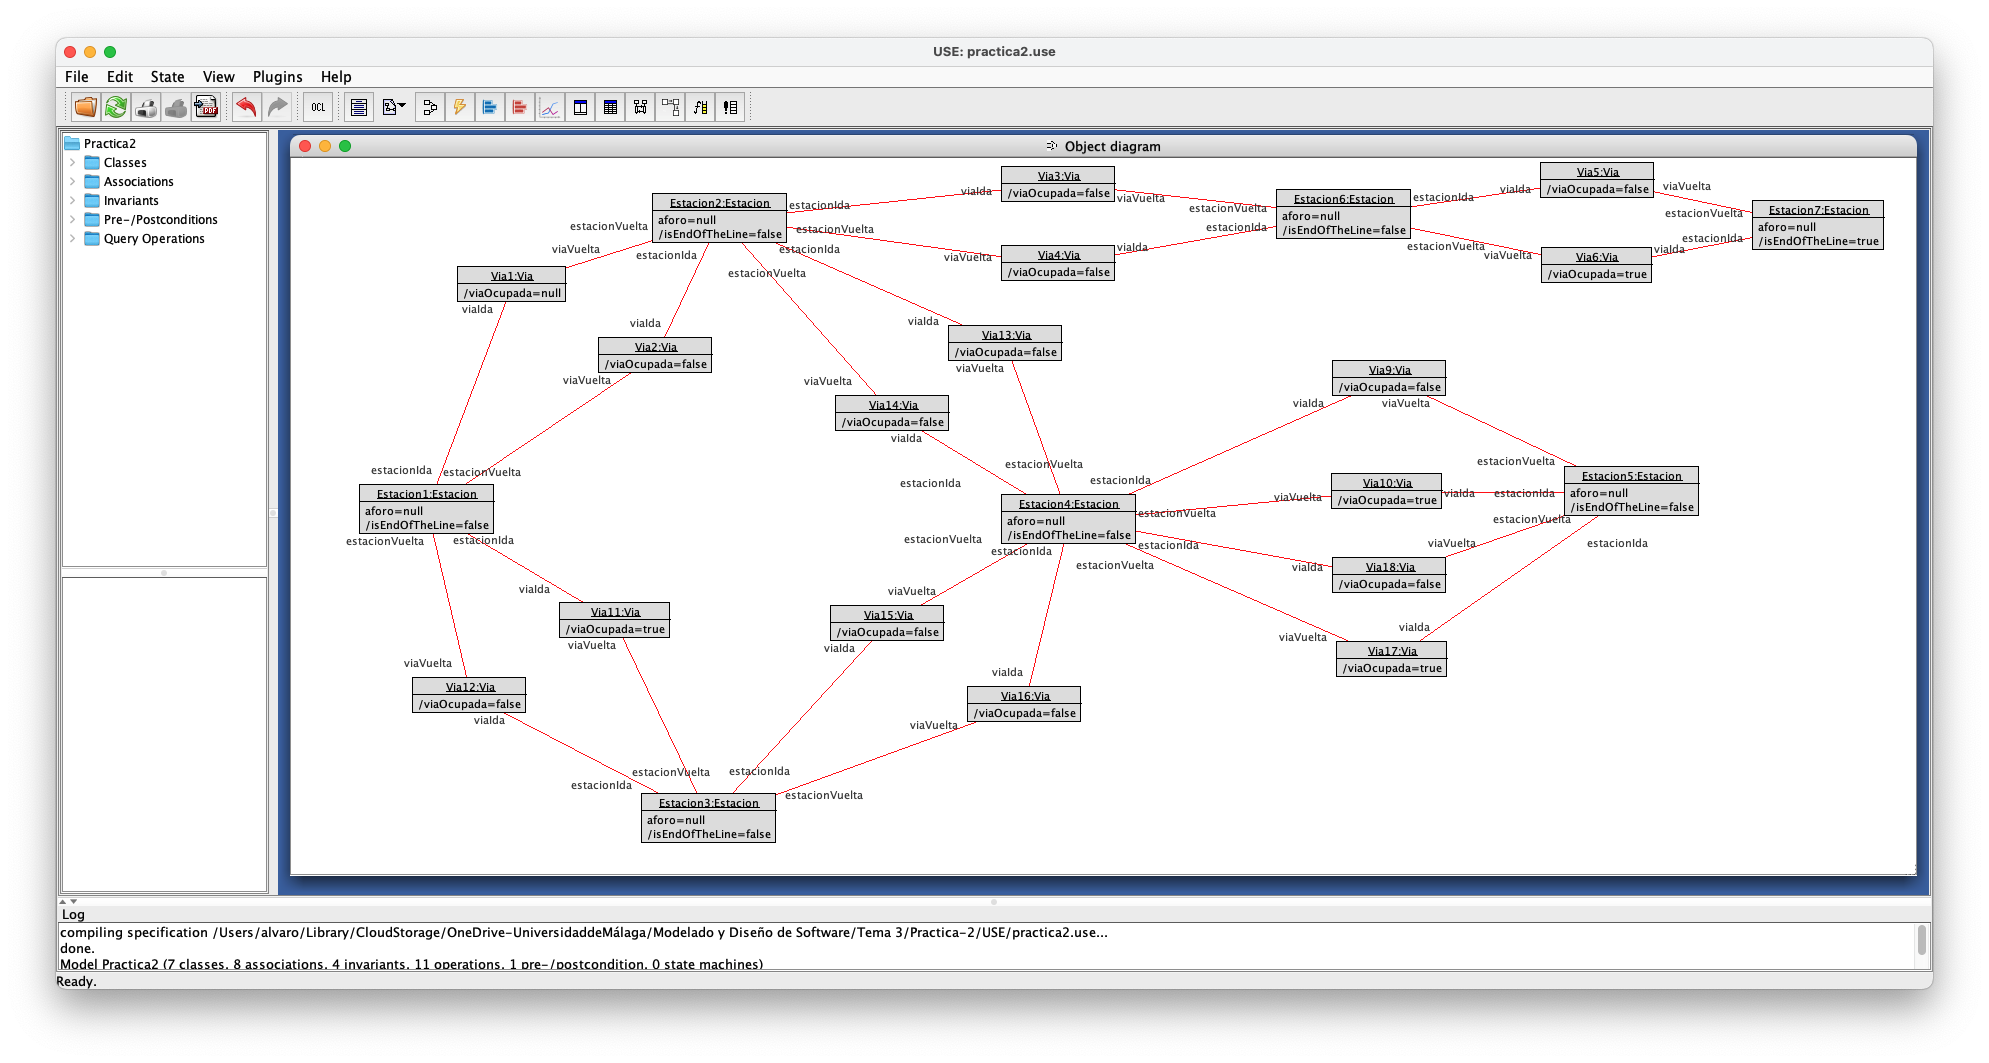 USE: practica2.use
File Edit State View Plugins Help
OCL
PDF
Practica2
Classes
Associations
Invariants
Pre-/Postconditions
Query Operations
Object diagram
Estacion2:Estacion
aforo=null
/isEndOfTheLine=false
Via3:Via
/viaOcupada=false
Estacion6:Estacion
aforo=null
/isEndOfTheLine=false
Via5:Via
/viaOcupada=false
Estacion7:Estacion
aforo=null
/isEndOfTheLine=true
estacionIda
viaIda
viaVuelta
estacionVuelta
estacionIda
viaIda
viaVuelta
estacionVuelta
estacionVuelta
viaVuelta
Via4:Via
/viaOcupada=false
viaIda
estacionIda
estacionVuelta
viaVuelta
Via6:Via
/viaOcupada=true
viaIda
estacionIda
estacionVuelta
viaVuelta
Via1:Via
/viaOcupada=null
viaIda
estacionIda
viaIda
Via2:Via
/viaOcupada=false
viaVuelta
estacionVuelta
estacionVuelta
estacionIda
viaIda
Via13:Via
/viaOcupada=false
viaVuelta
viaVuelta
Via14:Via
/viaOcupada=false
viaIda
Via9:Via
/viaOcupada=false
viaIda
viaVuelta
estacionIda
estacionVuelta
Estacion1:Estacion
aforo=null
/isEndOfTheLine=false
estacionVuelta
estacionIda
estacionVuelta
estacionIda
estacionIda
Estacion4:Estacion
aforo=null
/isEndOfTheLine=false
estacionVuelta
viaVuelta
Via10:Via
/viaOcupada=true
viaIda
estacionIda
estacionVuelta
Estacion5:Estacion
aforo=null
/isEndOfTheLine=false
estacionVuelta
estacionIda
estacionVuelta
estacionIda
estacionVuelta
estacionIda
viaIda
Via18:Via
/viaOcupada=false
viaVuelta
viaVuelta
Via17:Via
/viaOcupada=true
viaIda
viaIda
Via11:Via
/viaOcupada=true
viaVuelta
viaVuelta
Via15:Via
/viaOcupada=false
viaIda
viaVuelta
Via12:Via
/viaOcupada=false
viaIda
viaIda
Via16:Via
/viaOcupada=false
viaVuelta
estacionIda
estacionVuelta
estacionIda
estacionVuelta
Estacion3:Estacion
aforo=null
/isEndOfTheLine=false
Log
compiling specification /Users/alvaro/Library/CloudStorage/OneDrive-UniversidaddeMálaga/Modelado y Diseño de Software/Tema 3/Practica-2/USE/practica2.use...
done.
Model Practica2 (7 classes, 8 associations, 4 invariants, 11 operations, 1 pre-/postcondition, 0 state machines)
Ready.